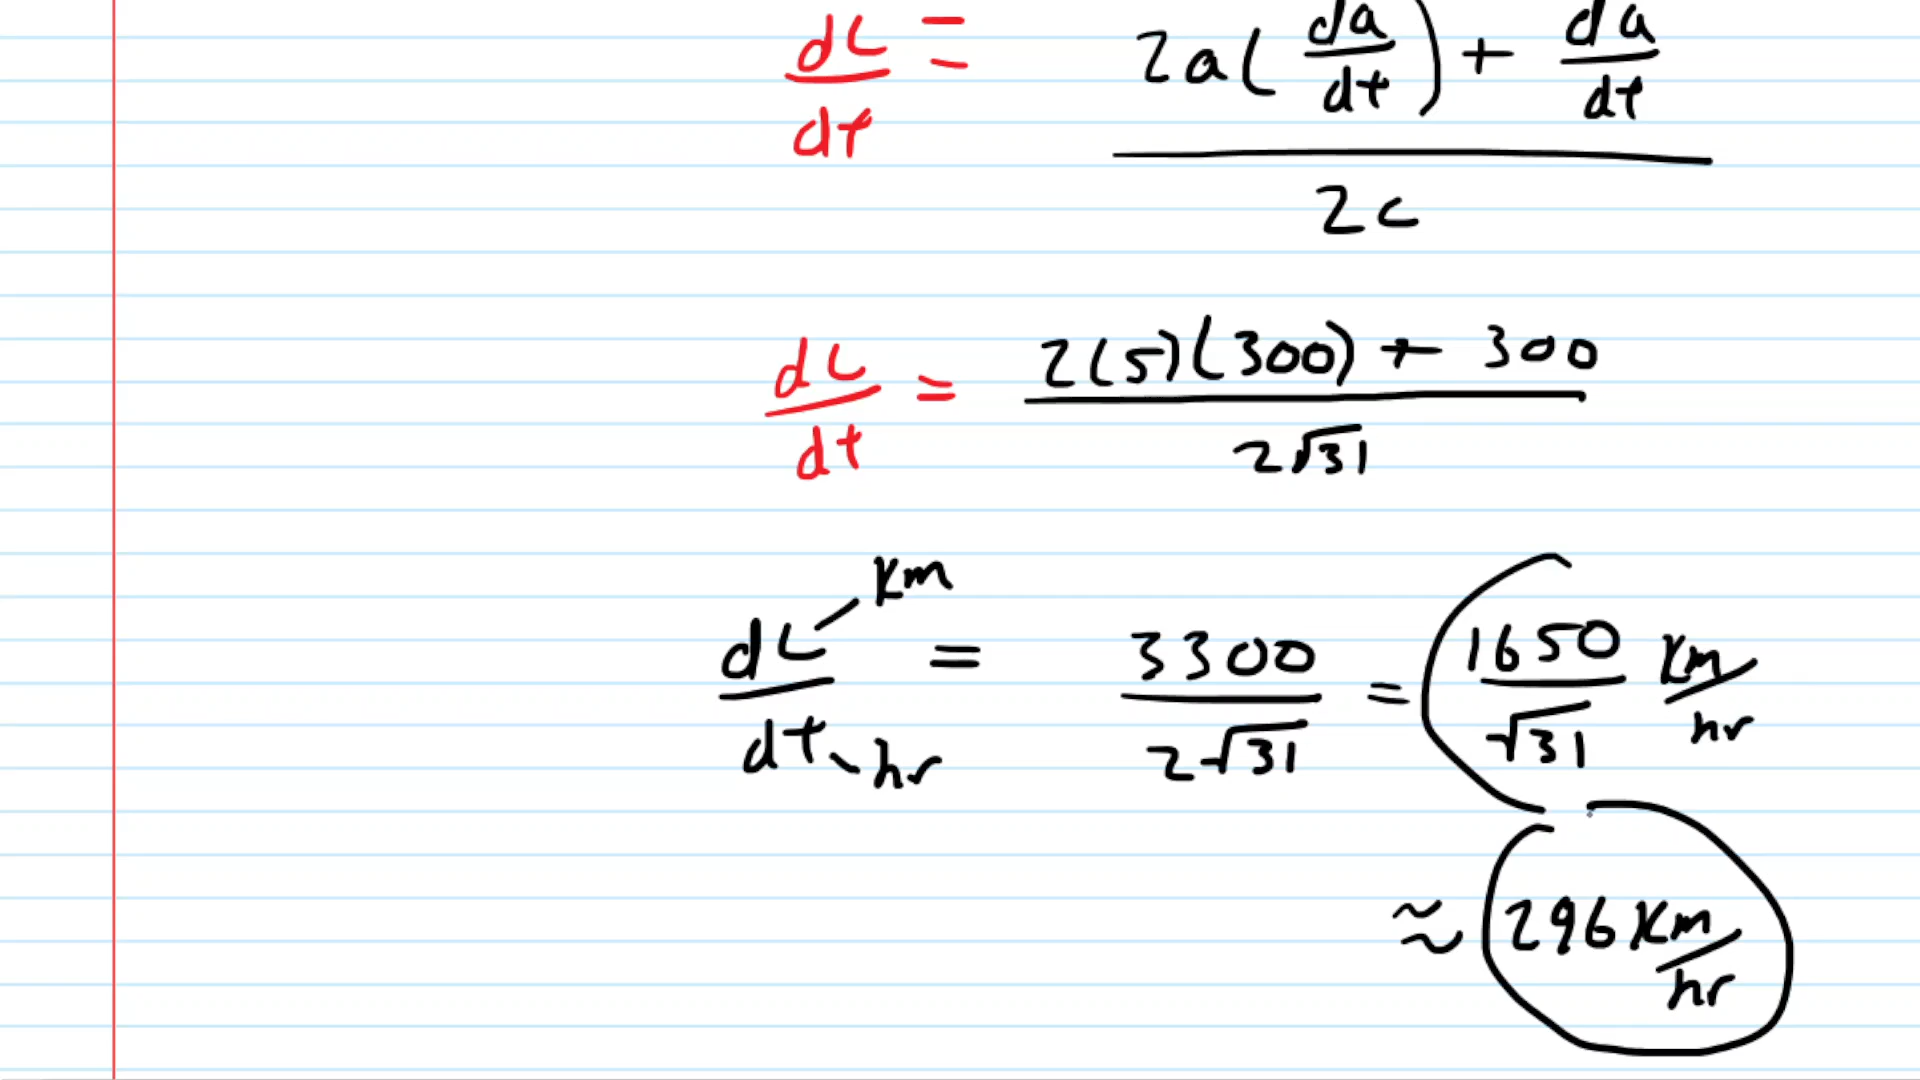 dc/dt = (2a(da/dt) + da/dt) / 2c
dc/dt = (2(5)(300) + 300) / 2√31
dc km / dt hr = 3300 / 2√31 = 1650/√31 km/hr
≈ 296 km/hr